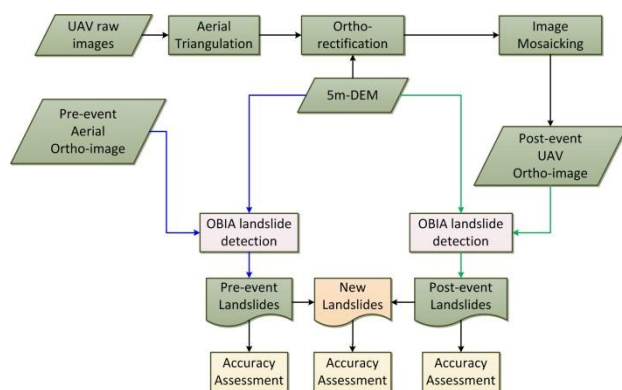 UAV raw
images
Aerial
Triangulation
Ortho-
rectification
Image
Mosaicking
5m-DEM
Pre-event
Aerial
Ortho-image
Post-event
UAV
Ortho-image
OBIA landslide
detection
OBIA landslide
detection
Pre-event
Landslides
New
Landslides
Post-event
Landslides
Accuracy
Assessment
Accuracy
Assessment
Accuracy
Assessment